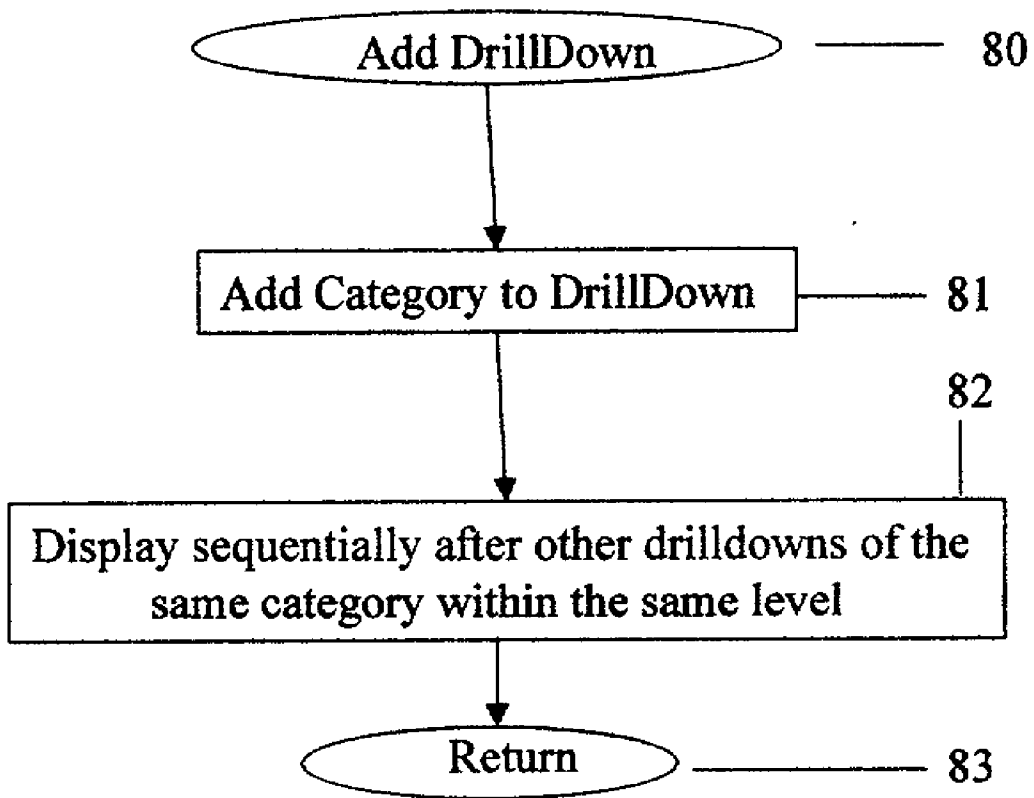 Add DrillDown
80
Add Category to DrillDown
81
82
Display sequentially after other drilldowns of the
same category within the same level
Return
83